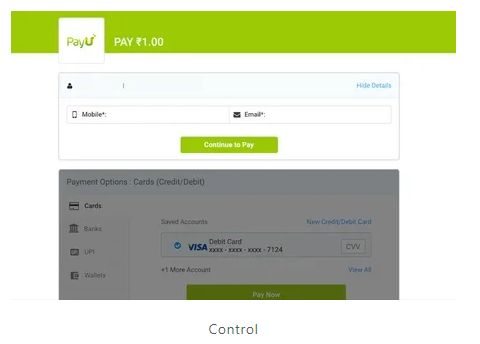 PayU
PAY ₹1.00
Hide Details
Mobile*: Email*:
Continue to Pay
Payment Options : Cards (Credit/Debit)
Cards
Saved Accounts New Credit/Debit Card
Banks
Debit Card
VISA xxxx - xxxx - xxxx - 7124 CVV
UPI
+1 More Account View All
Wallets
Pay Now
Control